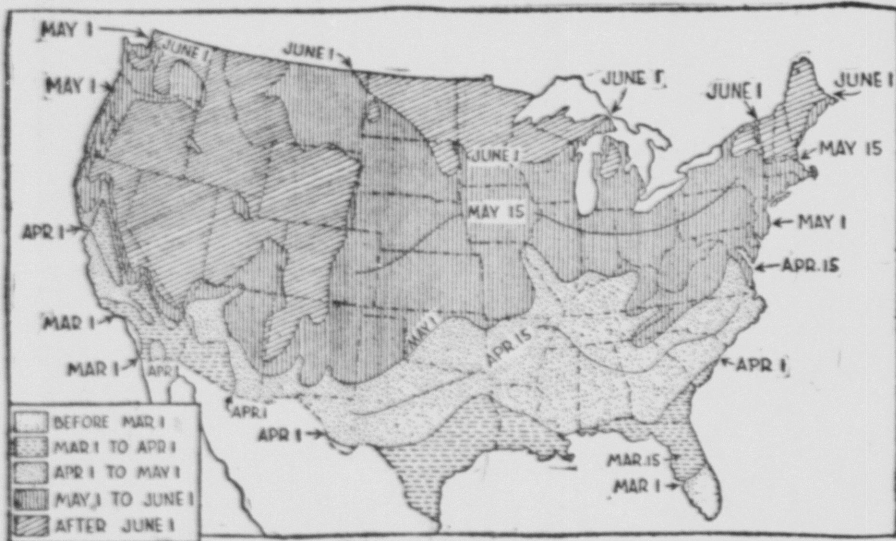 MAY 1
JUNE 1
JUNE 1
JUNE 1
JUNE 1
JUNE 1
MAY 1
MAY 15
JUNE 1
MAY 15
MAY 1
APR 1
APR. 15
MAR 1
MAY 1
APR 15
MAR 1
APR 1
APR 1
APR 1
APR 1
MAR. 15
MAR 1
BEFORE MAR. 1
MAR. 1 TO APR 1
APR 1 TO MAY 1
MAY 1 TO JUNE 1
AFTER JUNE 1